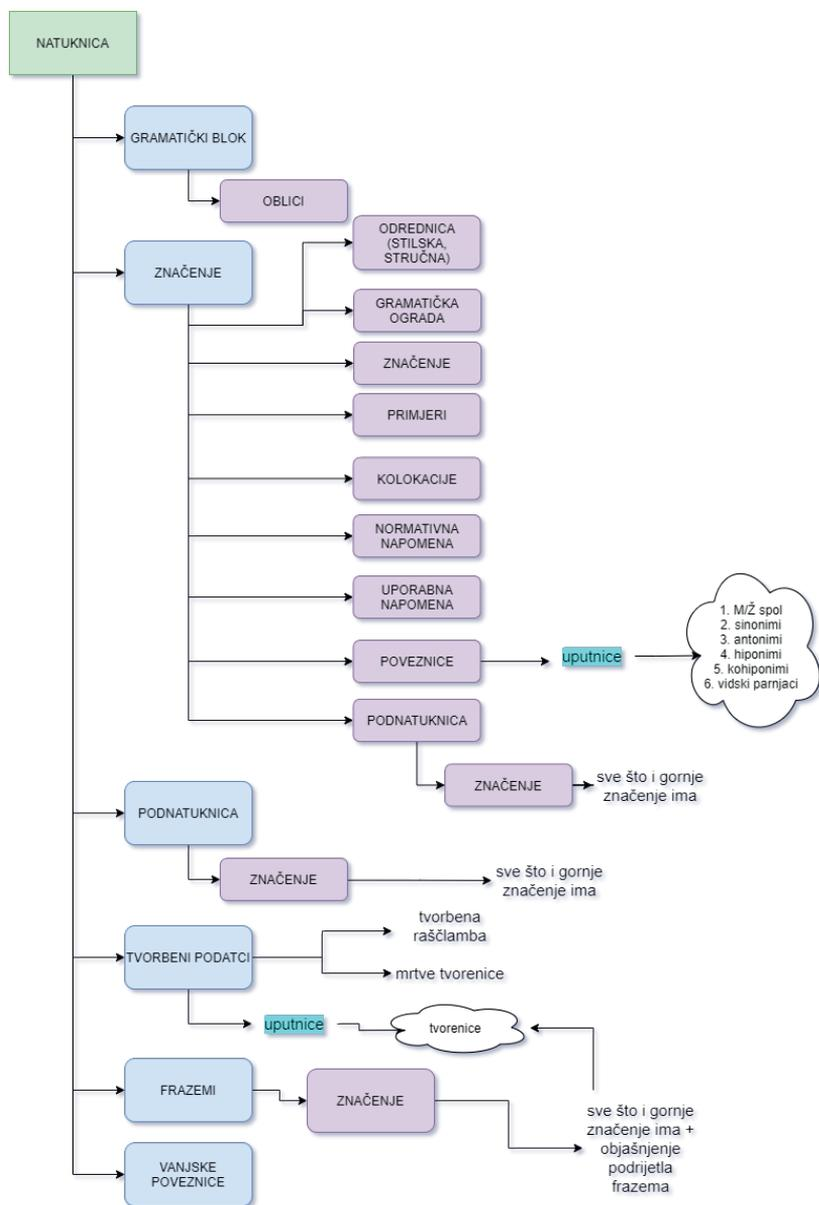 NATUKNICA
GRAMATIČKI BLOK
OBLICI
ZNAČENJE
ODREDNICA
(STILSKA,
STRUČNA)
GRAMATIČKA
OGRADA
ZNAČENJE
PRIMJERI
KOLOKACIJE
NORMATIVNA
NAPOMENA
UPORABNA
NAPOMENA
POVEZNICE
uputnice
1. M/Ž spol
2. sinonimi
3. antonimi
4. hiponimi
5. kohiponimi
6. vidski parnjaci
PODNATUKNICA
ZNAČENJE
sve što i gornje
značenje ima
PODNATUKNICA
ZNAČENJE
sve što i gornje
značenje ima
TVORBENI PODATCI
tvorbena
raščlamba
mrtve tvorenice
uputnice
tvorenice
FRAZEMI
ZNAČENJE
sve što i gornje
značenje ima +
objašnjenje
podrijetla
frazema
VANJSKE
POVEZNICE